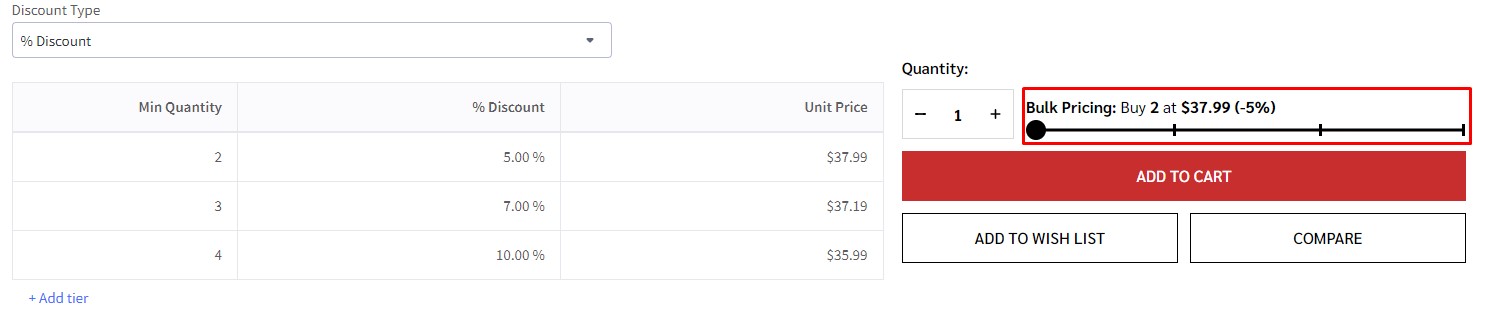 Discount Type
% Discount
Min Quantity % Discount Unit Price
2 5.00 % $37.99
3 7.00 % $37.19
4 10.00 % $35.99
+ Add tier
Quantity:
− 1 +
Bulk Pricing: Buy 2 at $37.99 (-5%)
ADD TO CART
ADD TO WISH LIST COMPARE